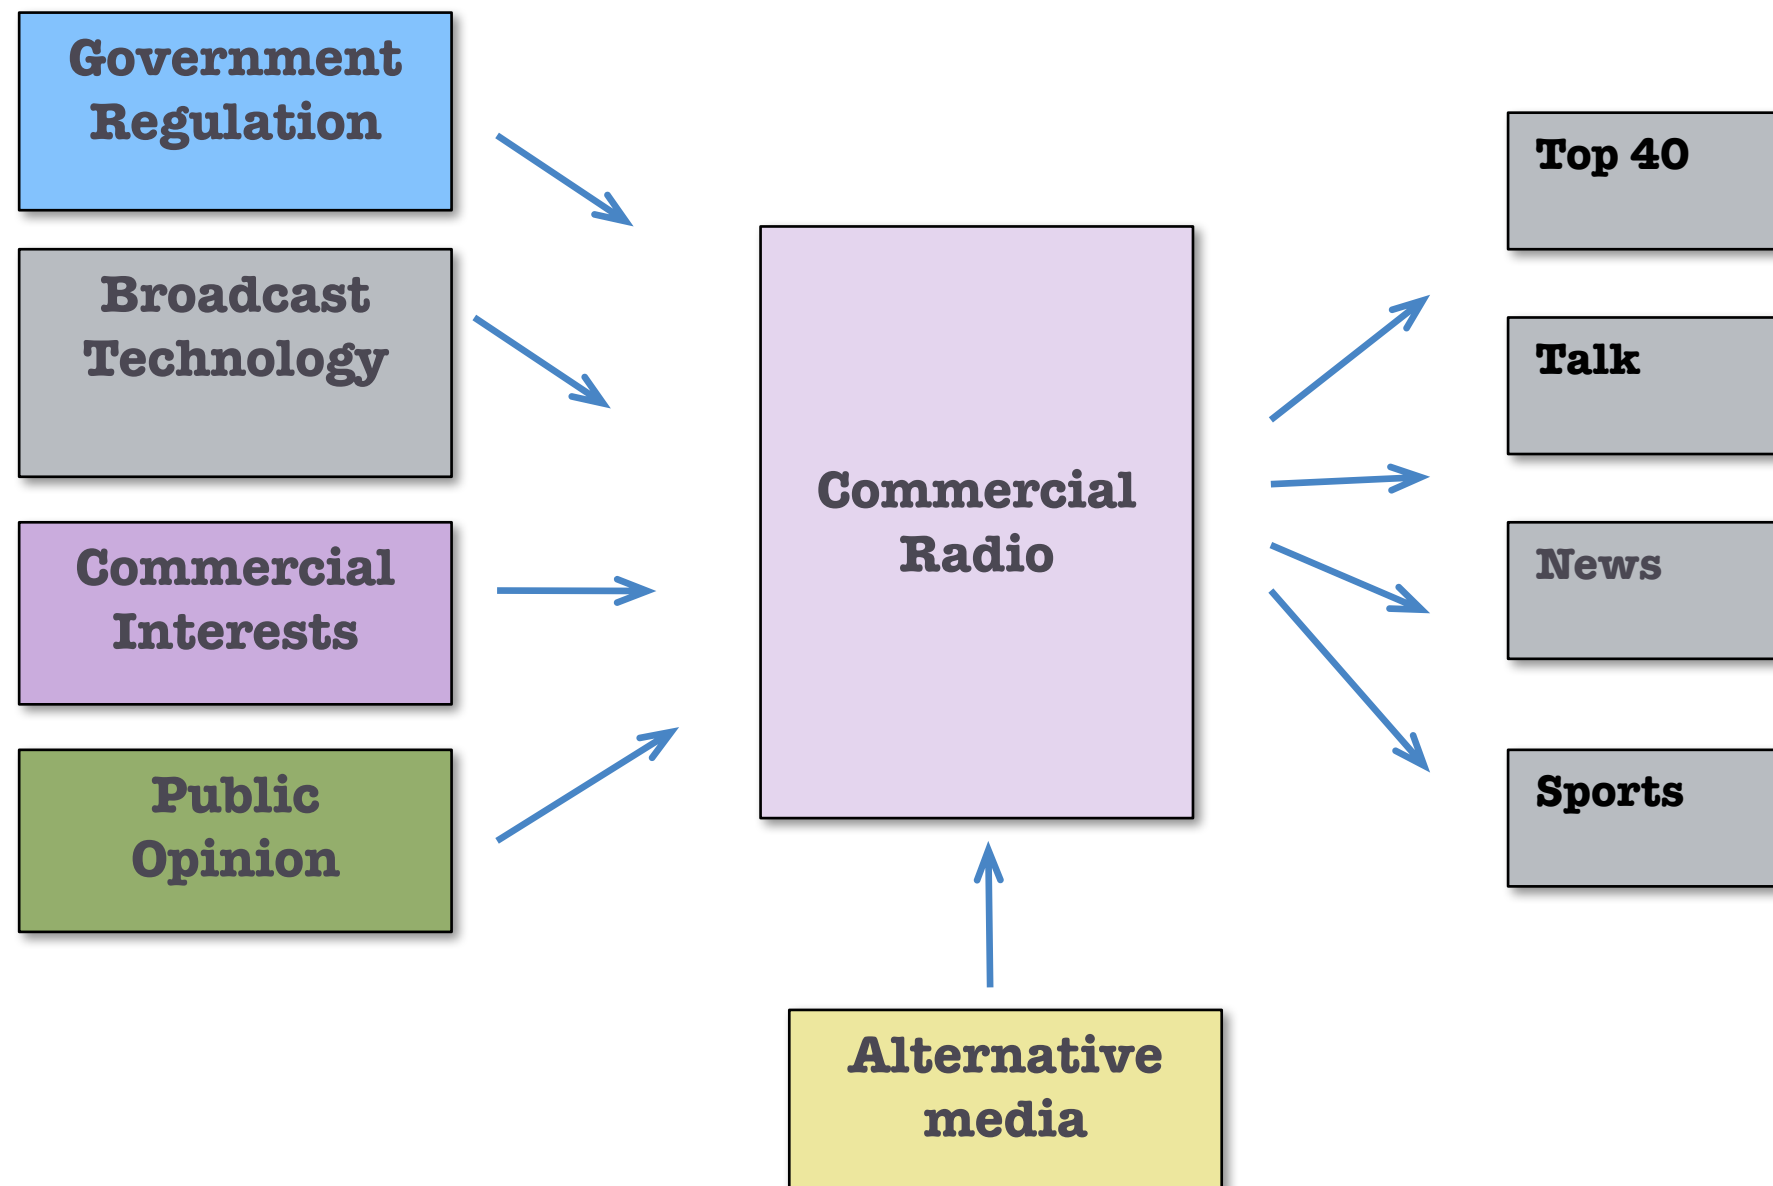 Government
Regulation
Broadcast
Technology
Commercial
Interests
Public
Opinion
Commercial
Radio
Alternative
media
Top 40
Talk
News
Sports